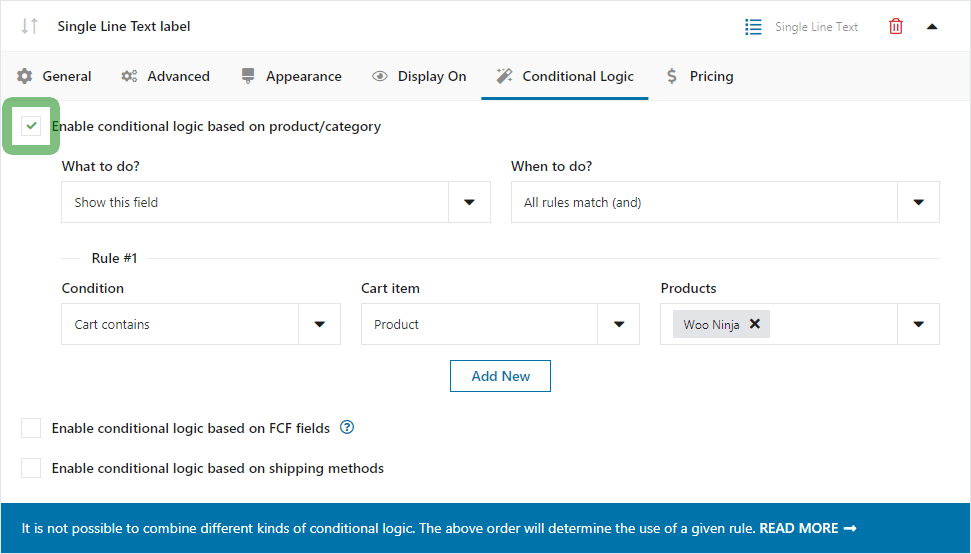 Single Line Text label
Single Line Text
General Advanced Appearance Display On Conditional Logic Pricing
Enable conditional logic based on product/category
What to do? When to do?
Show this field All rules match (and)
Rule #1
Condition Cart item Products
Cart contains Product Woo Ninja
Add New
Enable conditional logic based on FCF fields ?
Enable conditional logic based on shipping methods
It is not possible to combine different kinds of conditional logic. The above order will determine the use of a given rule. READ MORE →